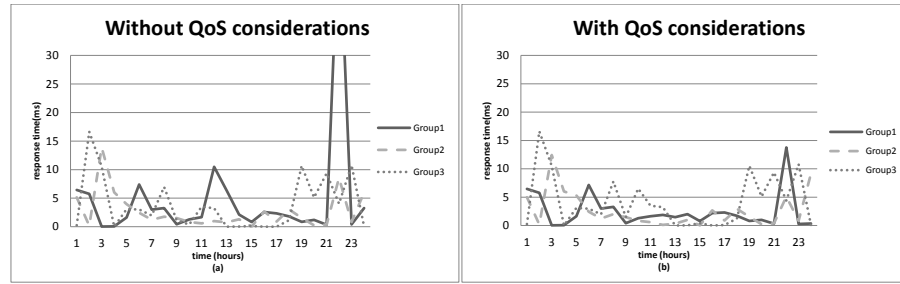 Without QoS considerations
30
25
20
15
10
5
0
response time(ms)
1 3 5 7 9 11 13 15 17 19 21 23
time (hours)
(a)
Group1
Group2
Group3
With QoS considerations
30
25
20
15
10
5
0
response time(ms)
1 3 5 7 9 11 13 15 17 19 21 23
time (hours)
(b)
Group1
Group2
Group3